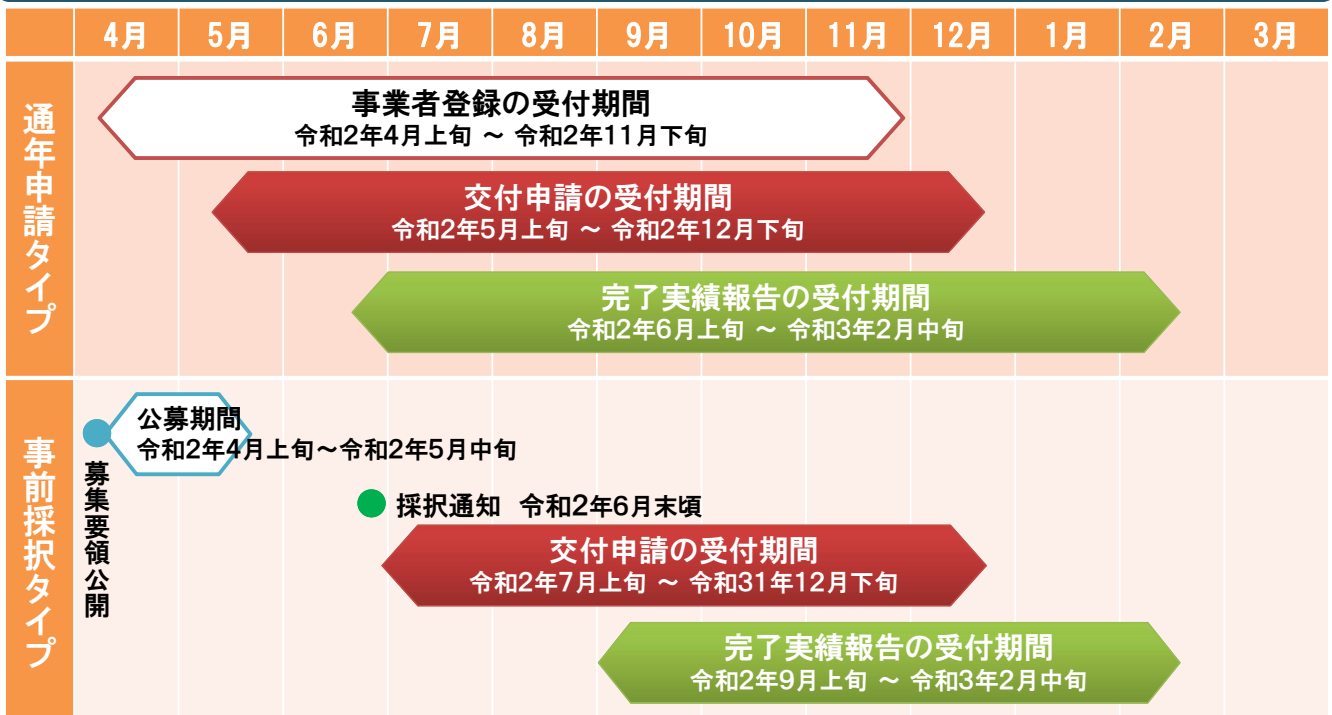 4月 5月 6月 7月 8月 9月 10月 11月 12月 1月 2月 3月
通年申請タイプ
事業者登録の受付期間
令和2年4月上旬 ～ 令和2年11月下旬
交付申請の受付期間
令和2年5月上旬 ～ 令和2年12月下旬
完了実績報告の受付期間
令和2年6月上旬 ～ 令和3年2月中旬
事前採択タイプ
募集要領公開
公募期間
令和2年4月上旬～令和2年5月中旬
採択通知 令和2年6月末頃
交付申請の受付期間
令和2年7月上旬 ～ 令和31年12月下旬
完了実績報告の受付期間
令和2年9月上旬 ～ 令和3年2月中旬